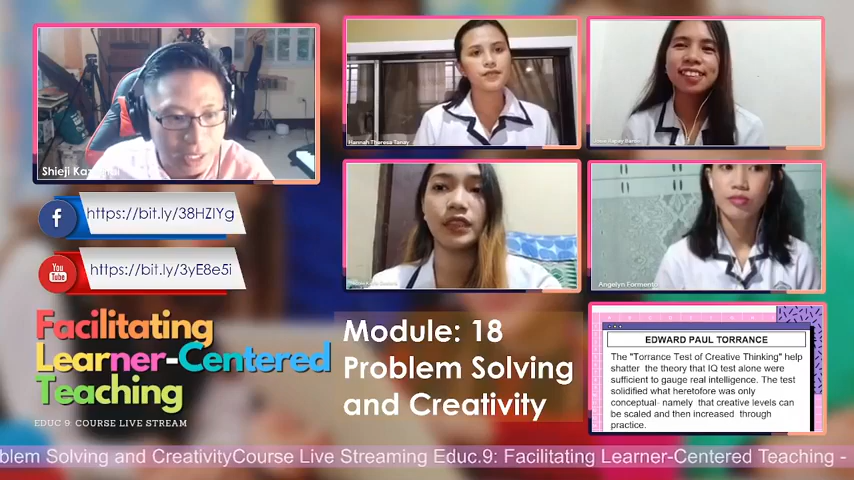 Shieji
Hannah Theresa Tanay
Angelyn Formento
https://bit.ly/38HZIYg
You
Tube
https://bit.ly/3yE8e5i
Facilitating
Learner-Centered
Teaching
EDUC 9: COURSE LIVE STREAM
Module: 18
Problem Solving
and Creativity
EDWARD PAUL TORRANCE
The "Torrance Test of Creative Thinking" help
shatter the theory that IQ test alone were
sufficient to gauge real intelligence. The test
solidified what heretofore was only
conceptual- namely that creative levels can
be scaled and then increased through
practice.
blem Solving and CreativityCourse Live Streaming Educ.9: Facilitating Learner-Centered Teaching -